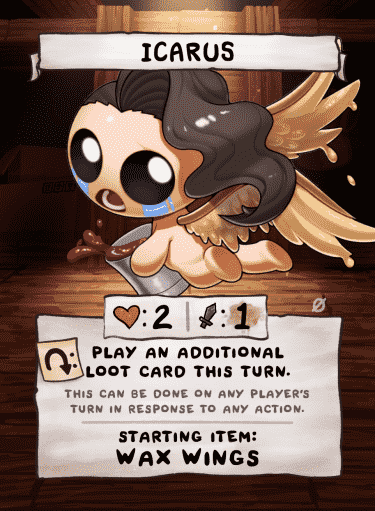 ICARUS
:2 :1
PLAY AN ADDITIONAL
LOOT CARD THIS TURN.
THIS CAN BE DONE ON ANY PLAYER'S
TURN IN RESPONSE TO ANY ACTION.
STARTING ITEM:
WAX WINGS